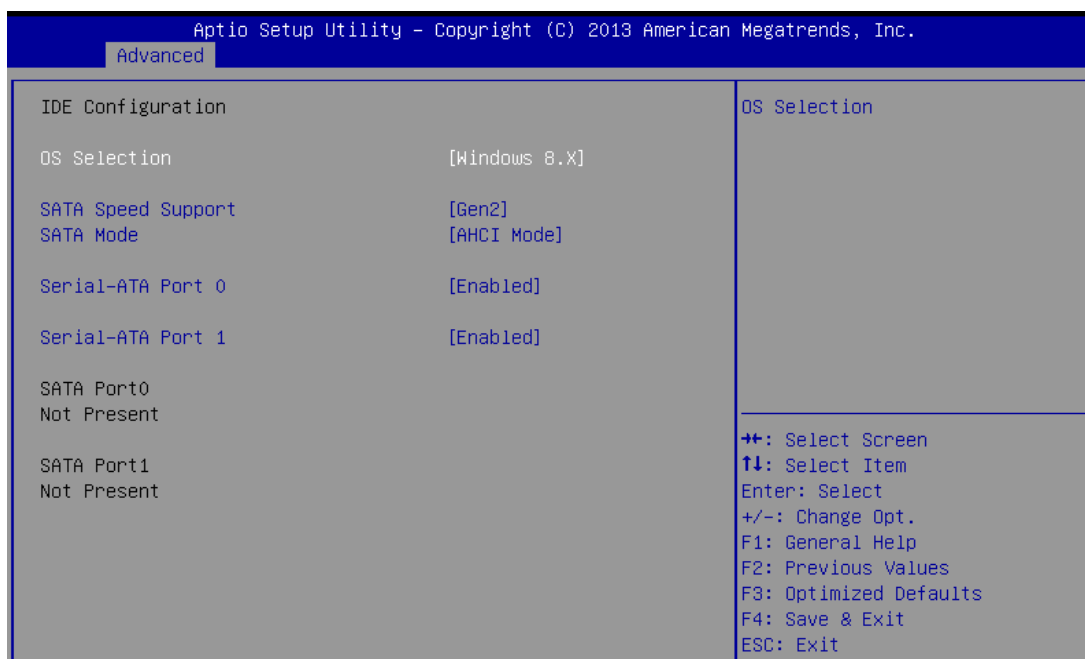 Aptio Setup Utility – Copyright (C) 2013 American Megatrends, Inc.
Advanced
IDE Configuration
OS Selection [Windows 8.X]
SATA Speed Support [Gen2]
SATA Mode [AHCI Mode]
Serial-ATA Port 0 [Enabled]
Serial-ATA Port 1 [Enabled]
SATA Port0
Not Present
SATA Port1
Not Present
OS Selection
→←: Select Screen
↑↓: Select Item
Enter: Select
+/-: Change Opt.
F1: General Help
F2: Previous Values
F3: Optimized Defaults
F4: Save & Exit
ESC: Exit